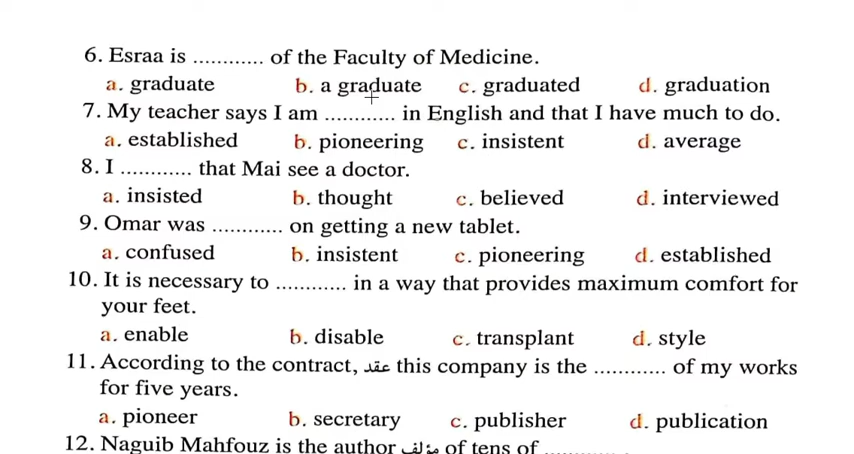 6. Esraa is ............ of the Faculty of Medicine.
a. graduate b. a graduate c. graduated d. graduation
7. My teacher says I am ............ in English and that I have much to do.
a. established b. pioneering c. insistent d. average
8. I ............ that Mai see a doctor.
a. insisted b. thought c. believed d. interviewed
9. Omar was ............ on getting a new tablet.
a. confused b. insistent c. pioneering d. established
10. It is necessary to ............ in a way that provides maximum comfort for
your feet.
a. enable b. disable c. transplant d. style
11. According to the contract, عقد this company is the ............ of my works
for five years.
a. pioneer b. secretary c. publisher d. publication
12. Naguib Mahfouz is the author مؤلف of tens of ............ .